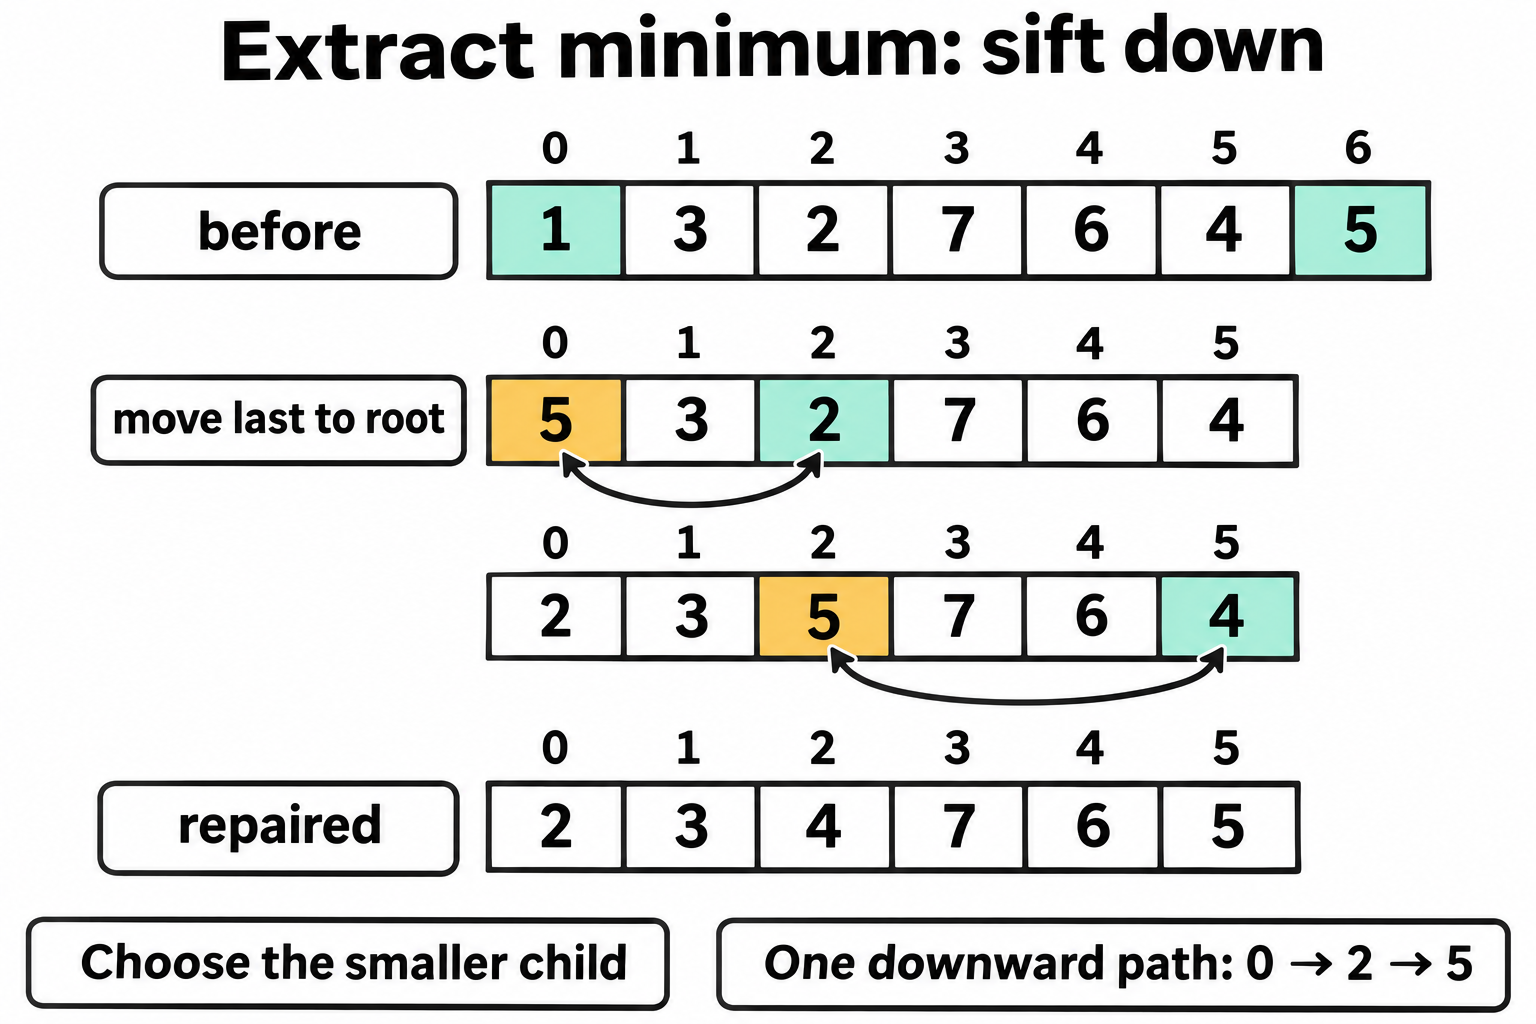 Extract minimum: sift down
0 1 2 3 4 5 6
before 1 3 2 7 6 4 5
0 1 2 3 4 5
move last to root 5 3 2 7 6 4
0 1 2 3 4 5
2 3 5 7 6 4
0 1 2 3 4 5
repaired 2 3 4 7 6 5
Choose the smaller child
One downward path: 0 → 2 → 5